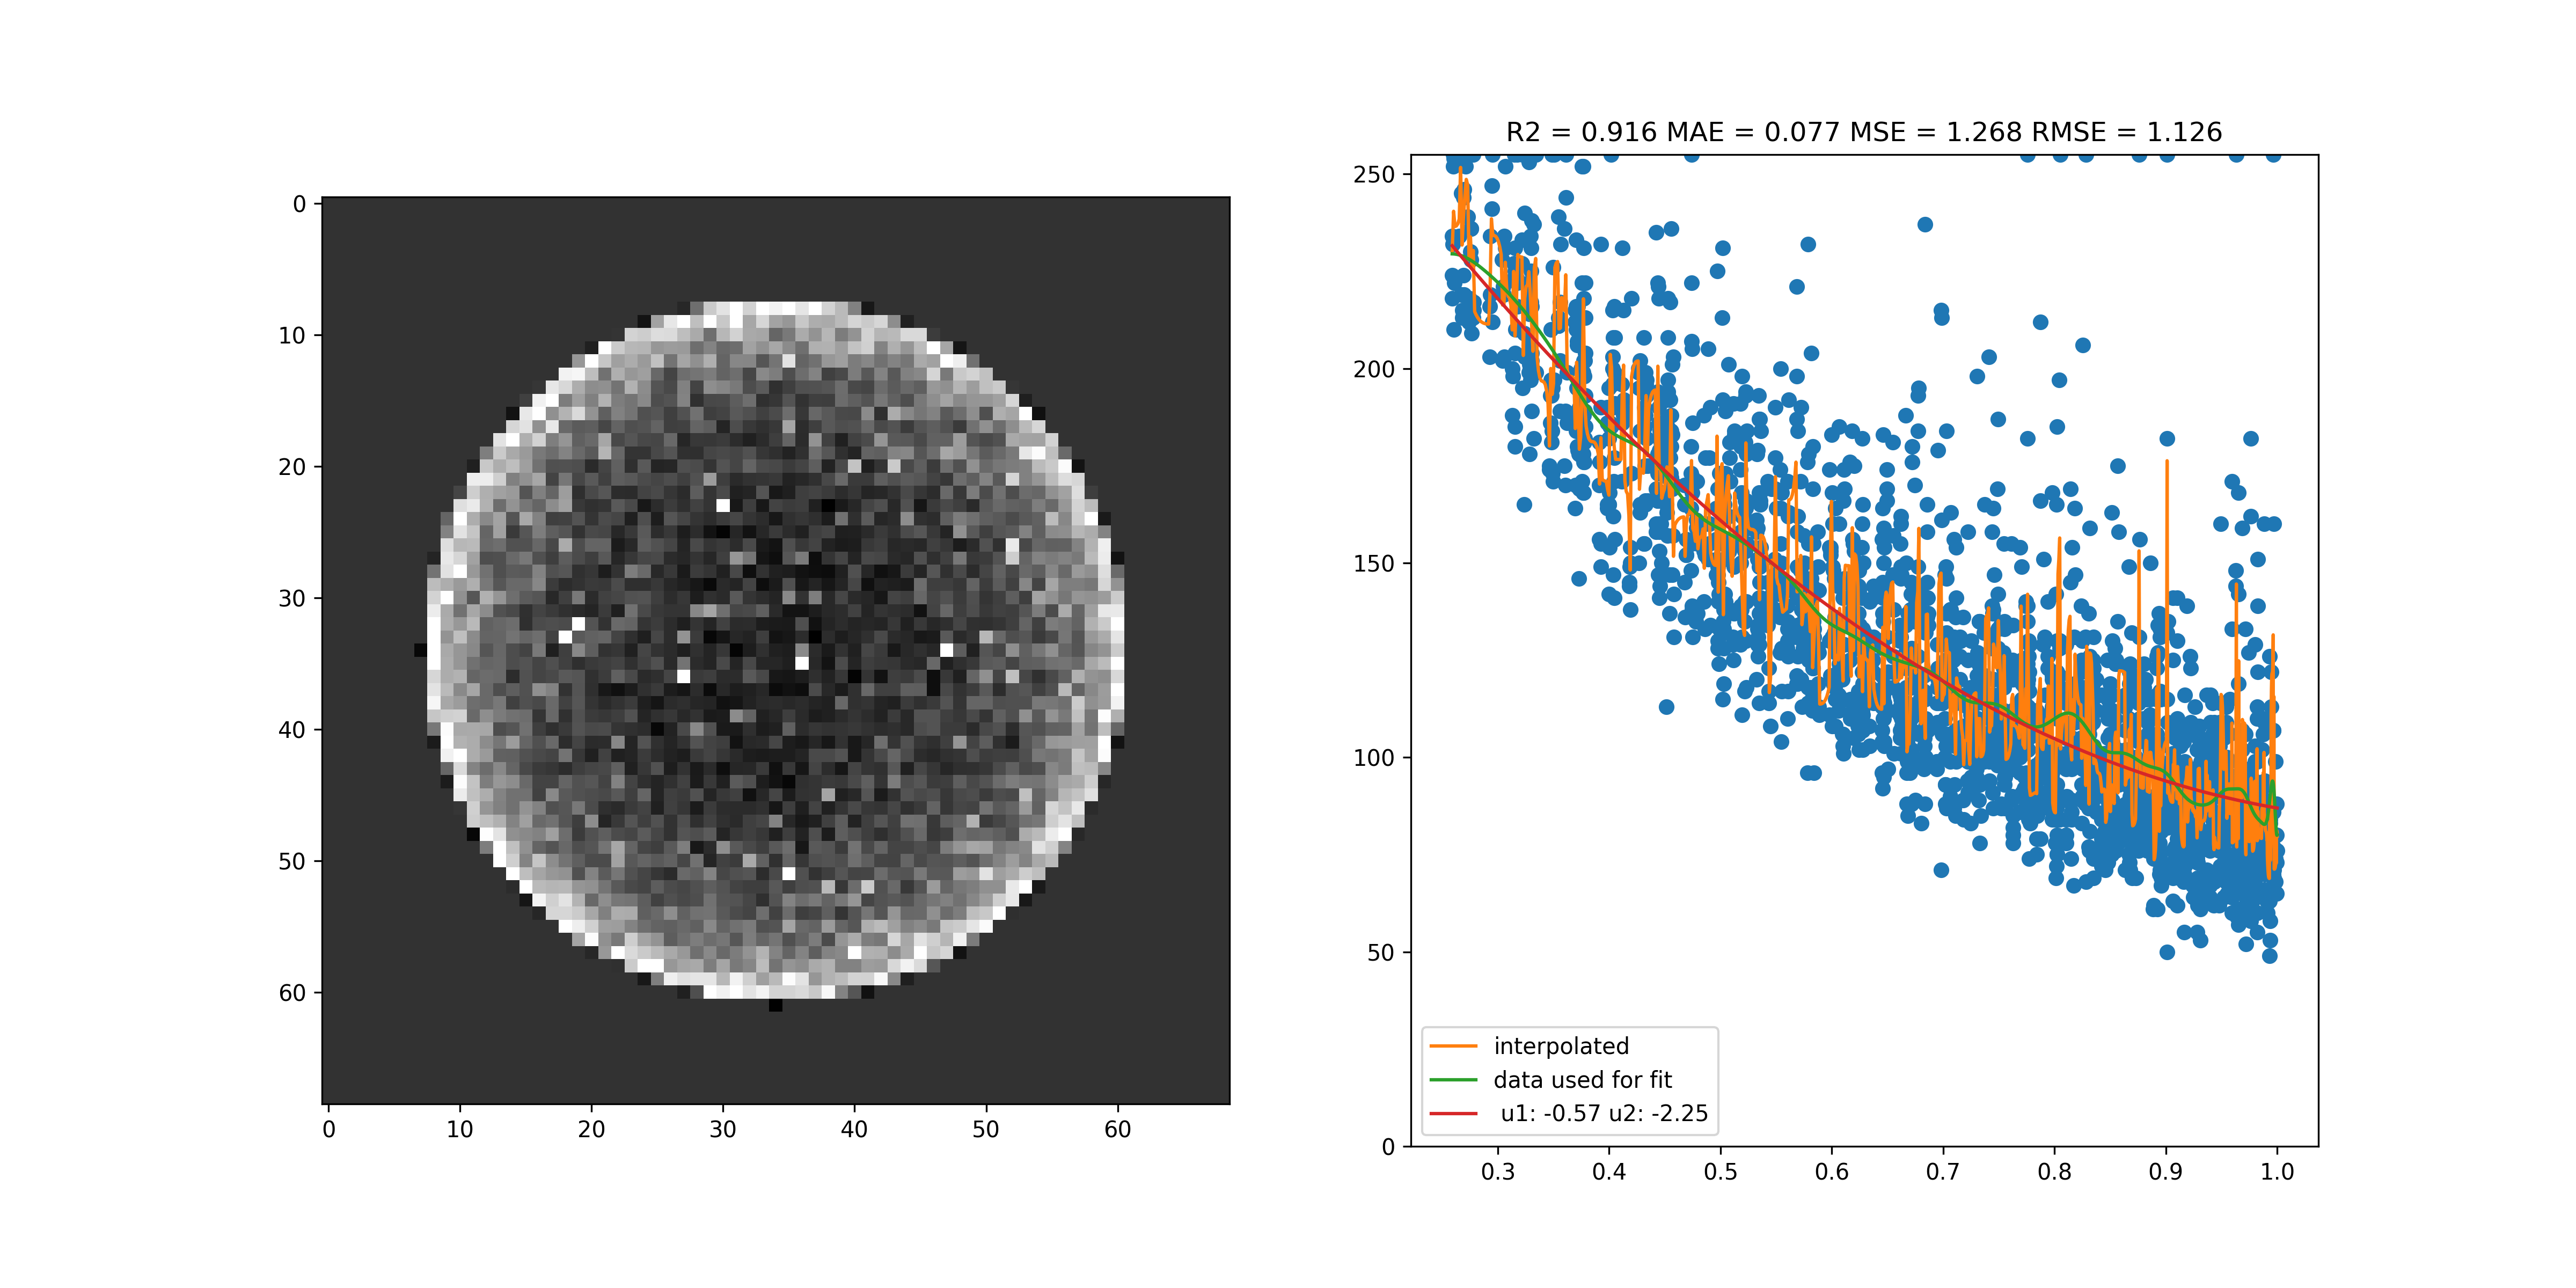 0
10
20
30
40
50
60
0 10 20 30 40 50 60
R2 = 0.916 MAE = 0.077 MSE = 1.268 RMSE = 1.126
250
200
150
100
50
0
interpolated
data used for fit
u1: -0.57 u2: -2.25
0.3 0.4 0.5 0.6 0.7 0.8 0.9 1.0